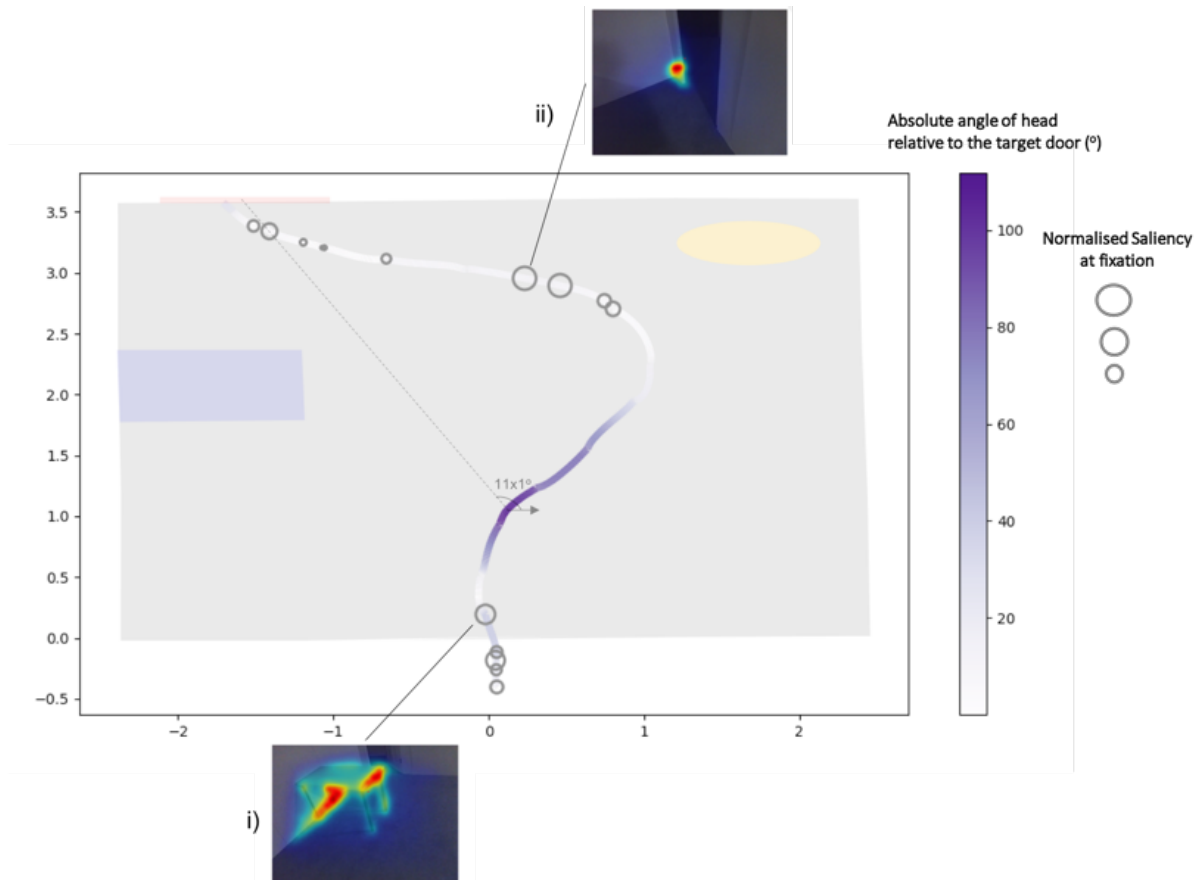 ii)
Absolute angle of head
relative to the target door (º)
3.5
3.0
2.5
2.0
1.5
1.0
0.5
0.0
−0.5
−2
−1
0
1
2
11x1º
100
80
60
40
20
Normalised Saliency
at fixation
i)